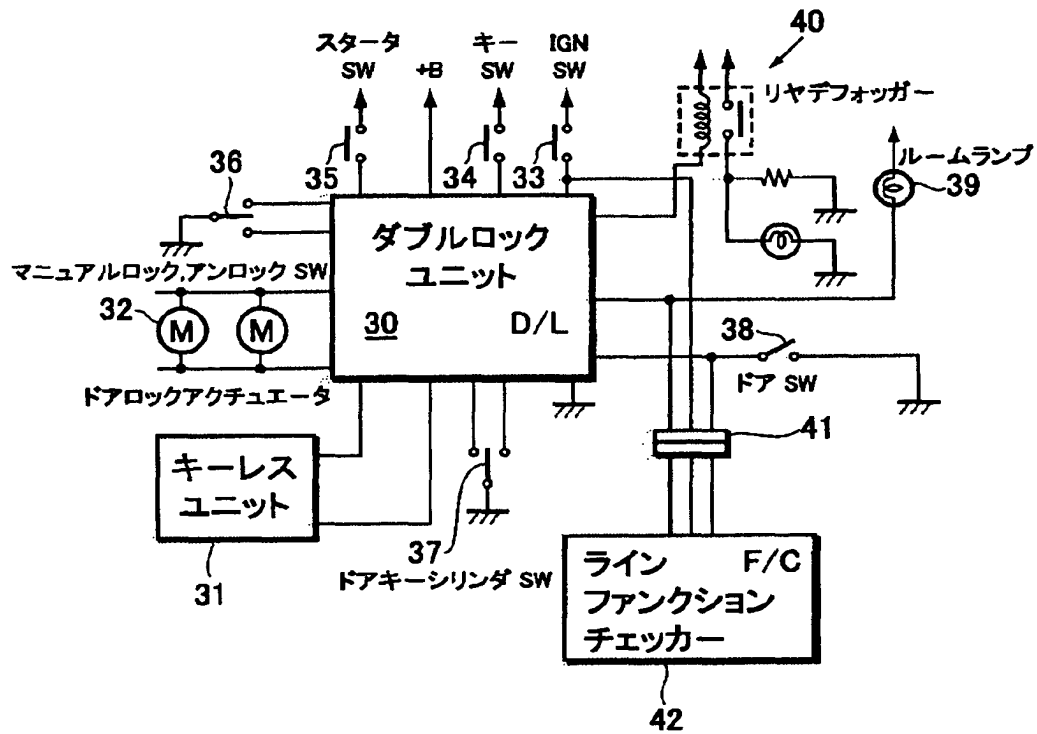 スタータ
SW
+B
キー
SW
IGN
SW
40
リヤデフォッガー
ルームランプ
39
36
35
34
33
ダブルロック
ユニット
30
D/L
マニュアルロック,アンロック SW
32
M
M
ドアロックアクチュエータ
38
ドア SW
41
キーレス
ユニット
31
37
ドアキーシリンダ SW
ライン F/C
ファンクション
チェッカー
42